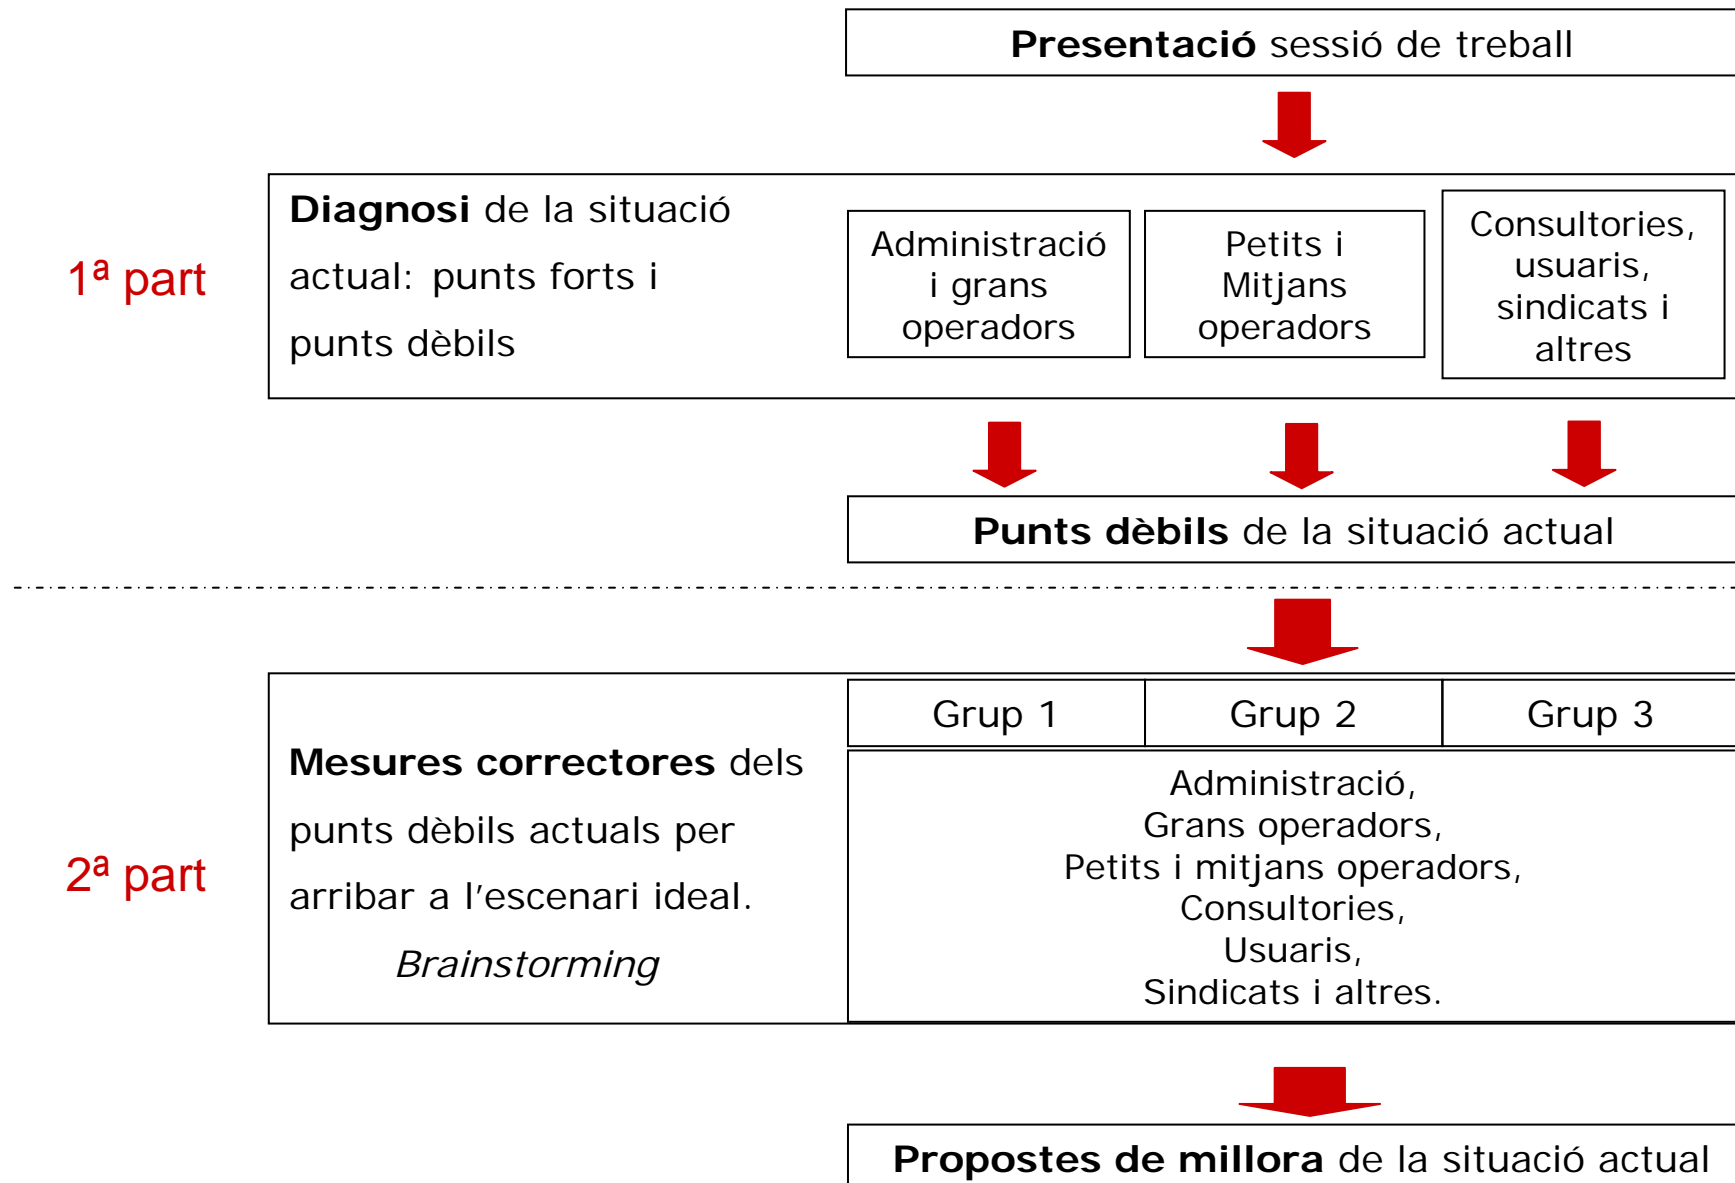 Presentació sessió de treball
1ª part
Diagnosi de la situació
actual: punts forts i
punts dèbils
Administració
i grans
operadors
Petits i
Mitjans
operadors
Consultories,
usuaris,
sindicats i
altres
Punts dèbils de la situació actual
2ª part
Mesures correctores dels
punts dèbils actuals per
arribar a l'escenari ideal.
Brainstorming
Grup 1
Grup 2
Grup 3
Administració,
Grans operadors,
Petits i mitjans operadors,
Consultories,
Usuaris,
Sindicats i altres.
Propostes de millora de la situació actual